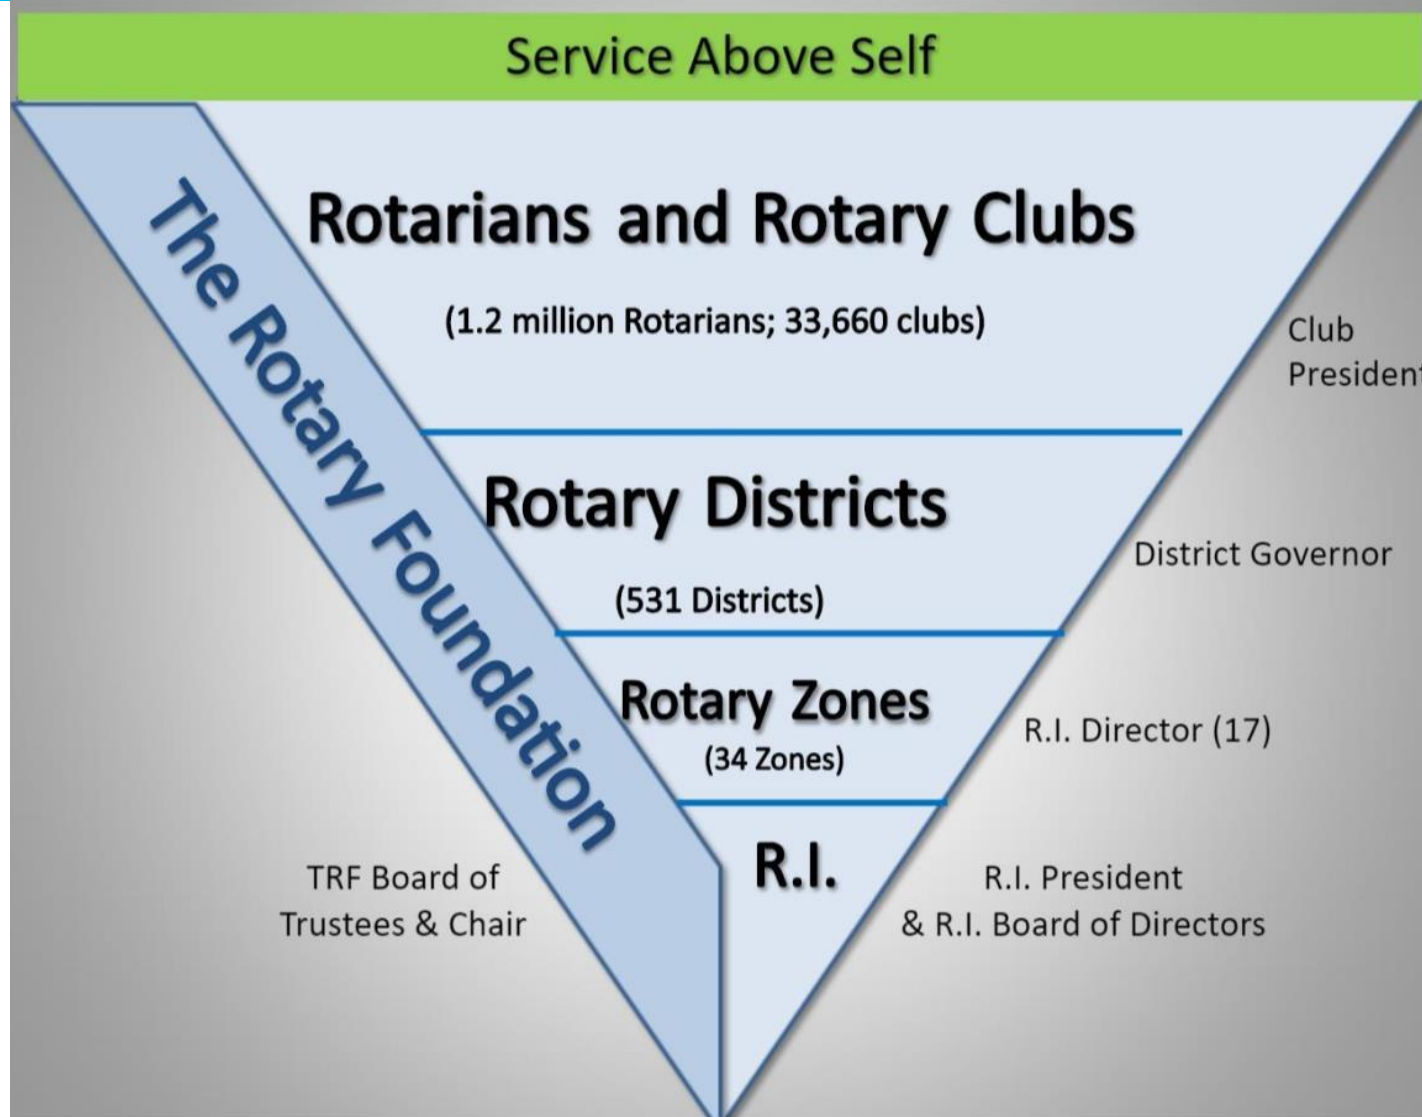 Service Above Self
The Rotary Foundation
Rotarians and Rotary Clubs
(1.2 million Rotarians; 33,660 clubs)
Club
President
Rotary Districts
(531 Districts)
District Governor
Rotary Zones
(34 Zones)
R.I. Director (17)
R.I.
TRF Board of
Trustees & Chair
R.I. President
& R.I. Board of Directors